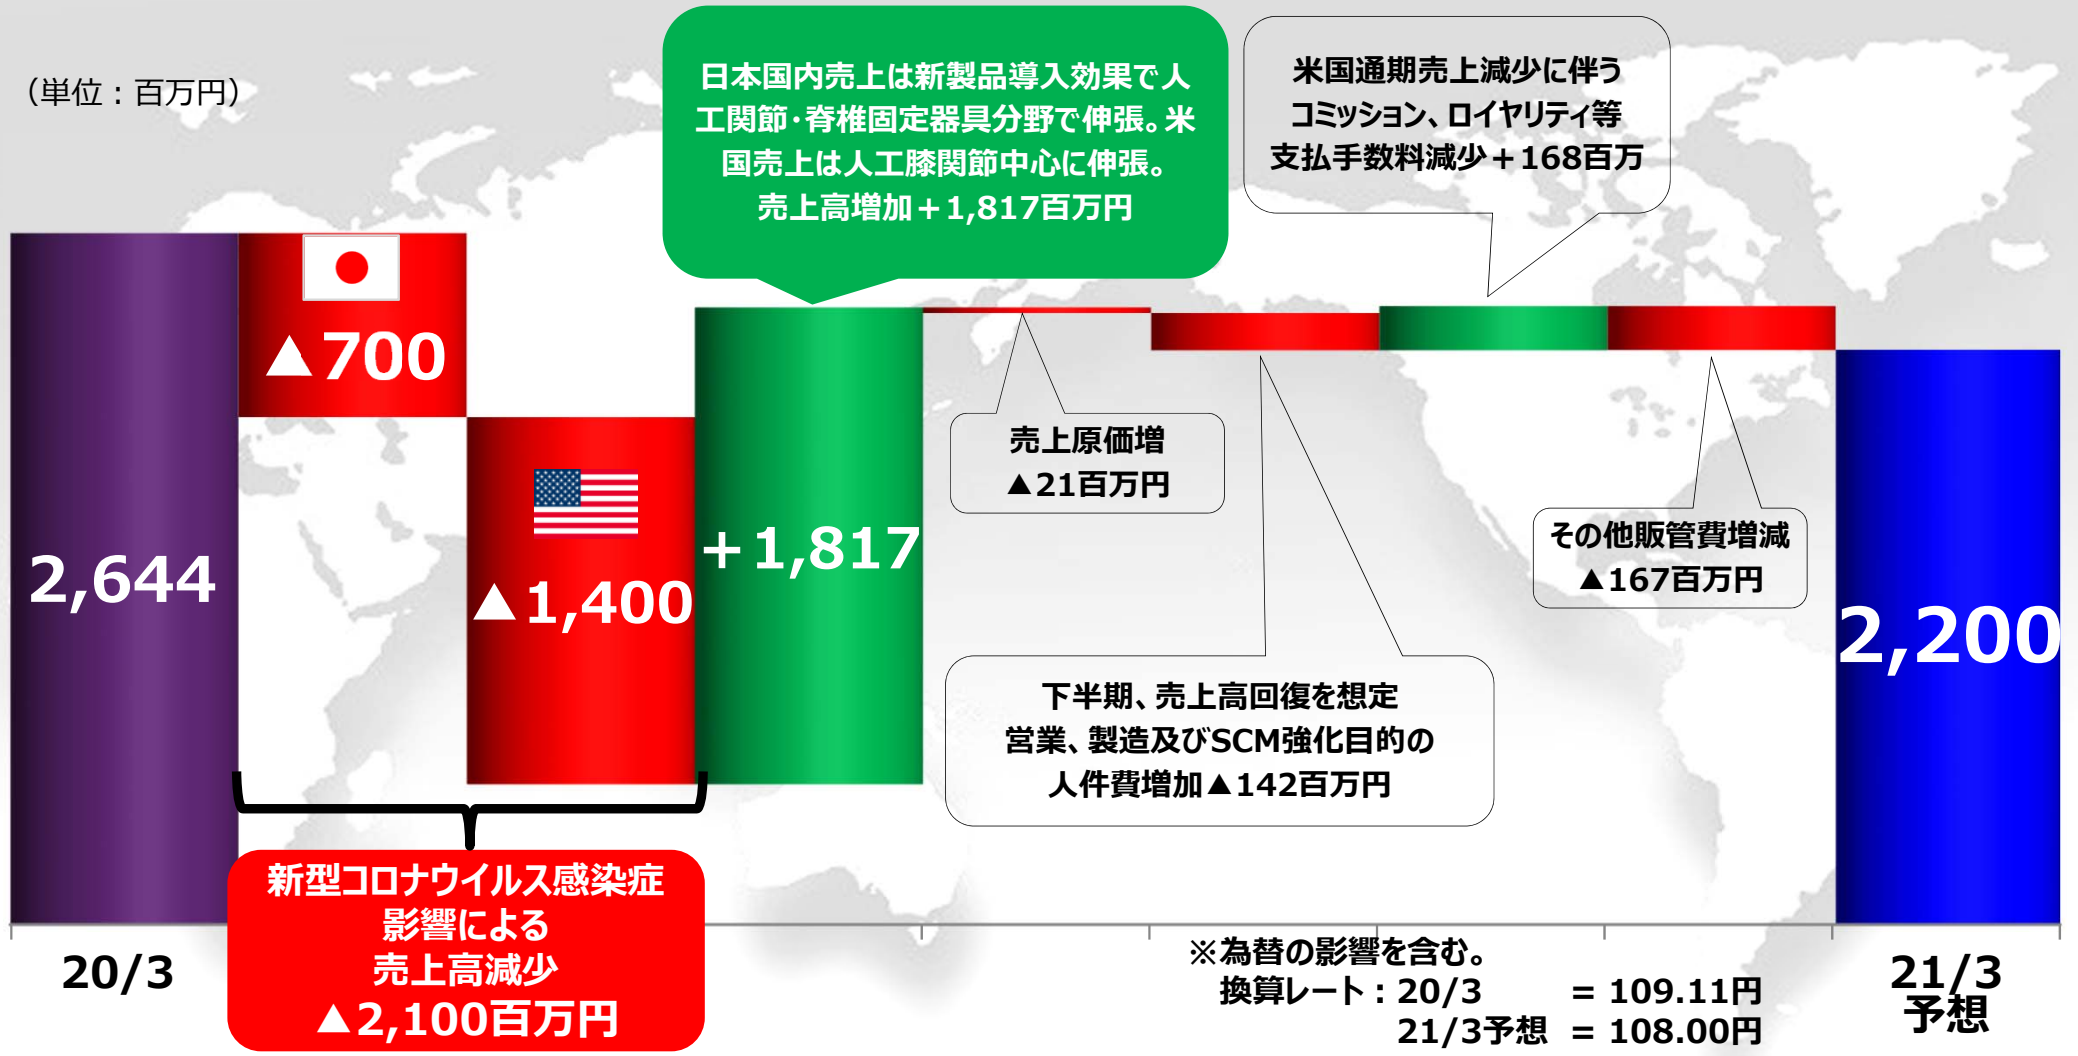 （単位：百万円）
日本国内売上は新製品導入効果で人
工関節･脊椎固定器具分野で伸張。米
国売上は人工膝関節中心に伸張。
売上高増加＋1,817百万円
米国通期売上減少に伴う
コミッション、ロイヤリティ等
支払手数料減少＋168百万
2,644
▲700
▲1,400
＋1,817
売上原価増
▲21百万円
下半期、売上高回復を想定
営業、製造及びSCM強化目的の
人件費増加▲142百万円
その他販管費増減
▲167百万円
2,200
新型コロナウイルス感染症
影響による
売上高減少
▲2,100百万円
20/3
※為替の影響を含む。
換算レート：20/3 = 109.11円
21/3予想 = 108.00円
21/3
予想